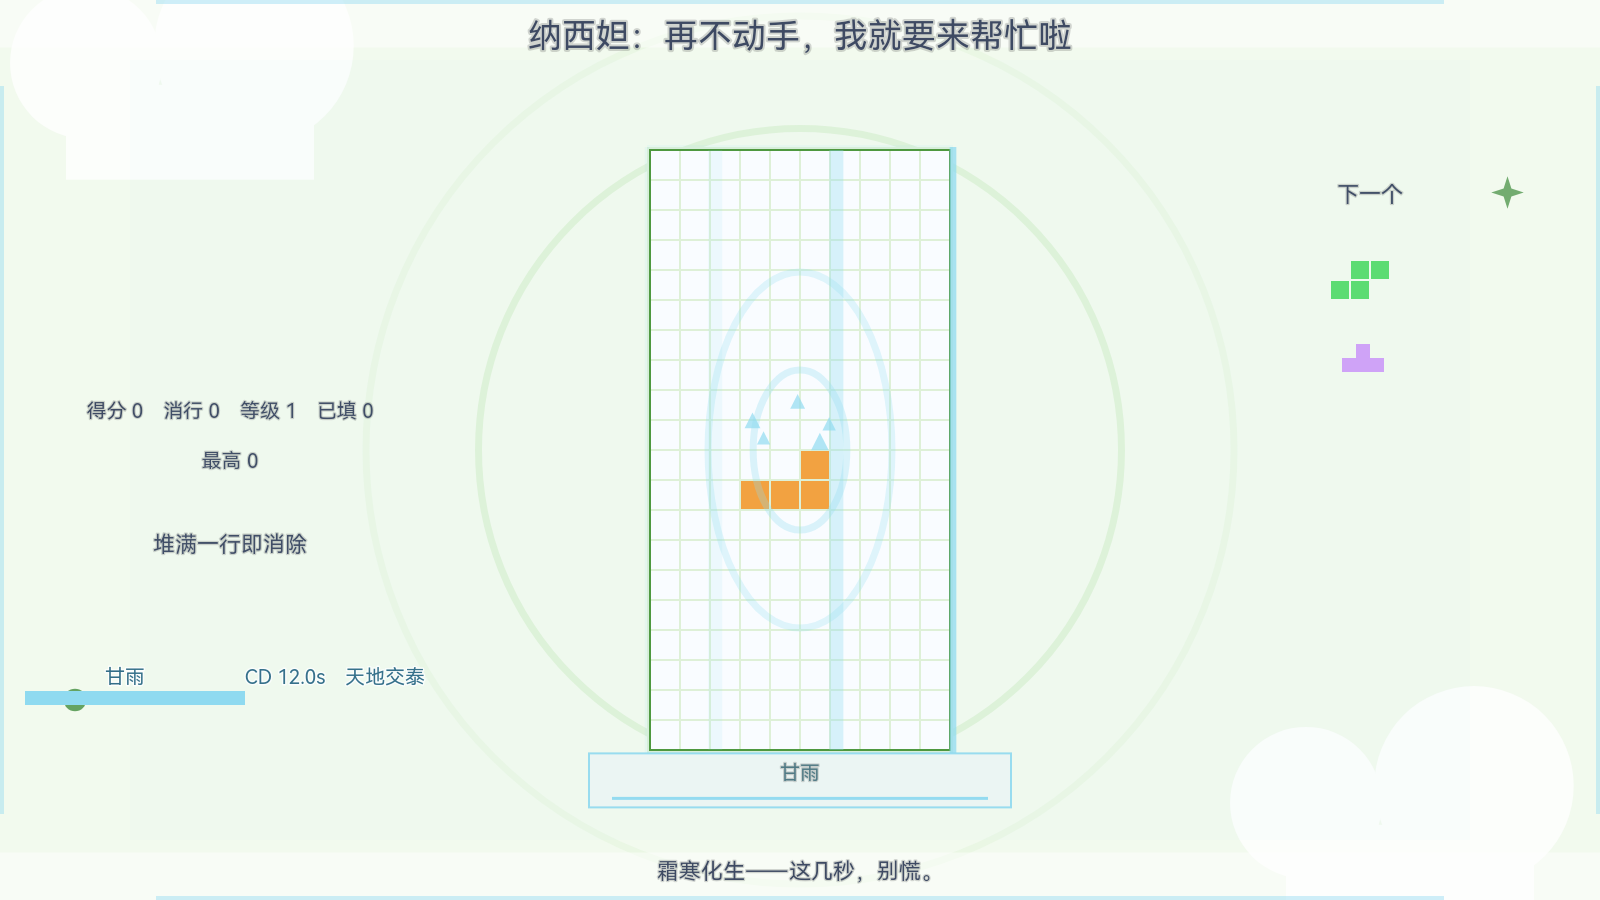 纳西妲：再不动手，我就要来帮忙啦
下一个
得分 0 消行 0 等级 1 已填 0
最高 0
堆满一行即消除
甘雨 CD 12.0s 天地交泰
甘雨
霜寒化生——这几秒，别慌。